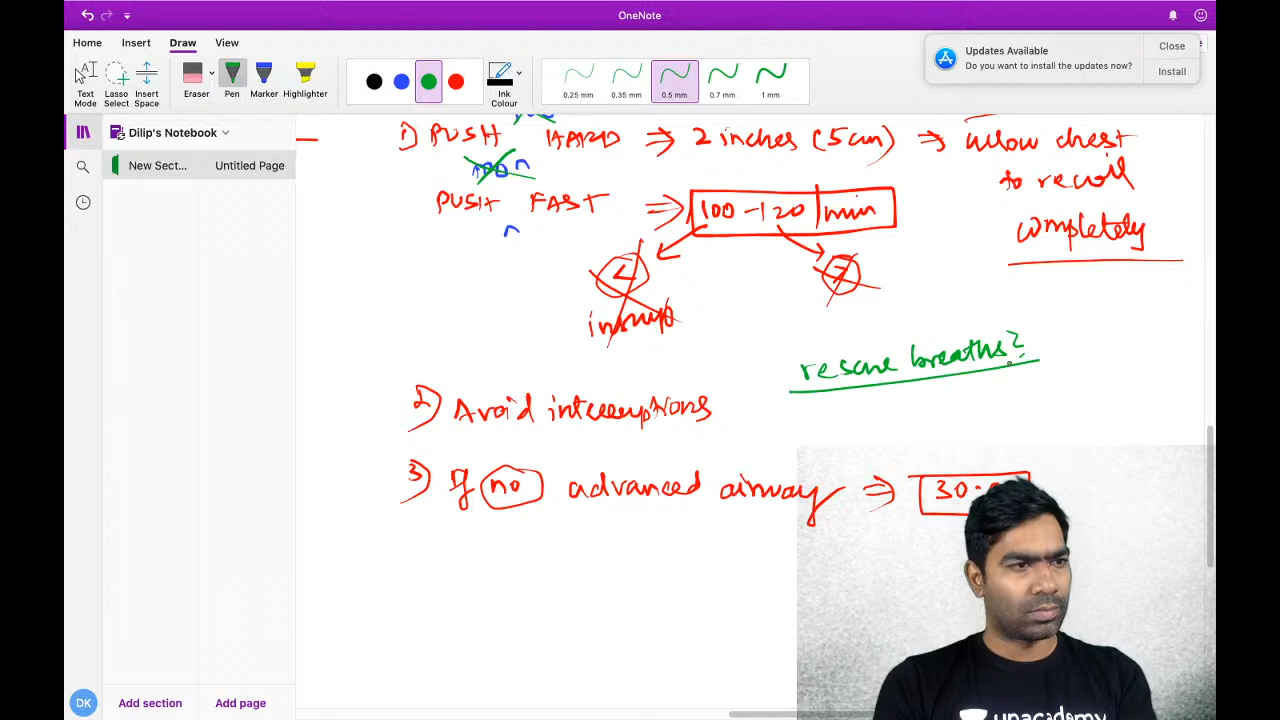 OneNote
Home Insert Draw View
Updates Available
Do you want to install the updates now?
Close
Install
Text Mode
Lasso Select
Insert Space
Eraser
Pen
Marker
Highlighter
Ink Colour
0.25 mm
0.35 mm
0.5 mm
0.7 mm
1 mm
Dilip's Notebook
New Sect...
Untitled Page
1) PUSH HARD ⇒ 2 inches (5cm) ⇒ allow chest
to recoil
completely
PUSH FAST ⇒ 100-120/min
<
>
rescue breaths?
2) Avoid interruptions
3) If no advanced airway ⇒ 30:
DK
Add section
Add page
unacademy